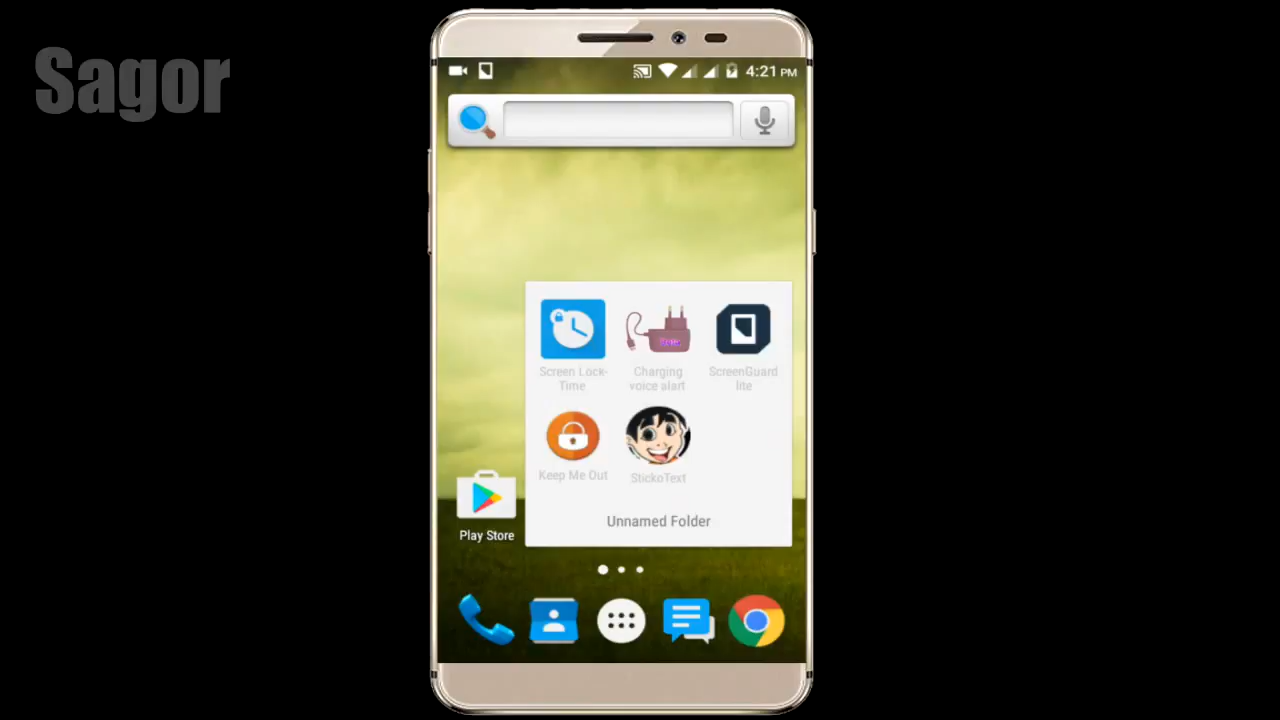 Sagor
4:21 PM
Screen Lock-
Time
Charging
voice alart
ScreenGuard
lite
Keep Me Out
StickoText
Unnamed Folder
Play Store